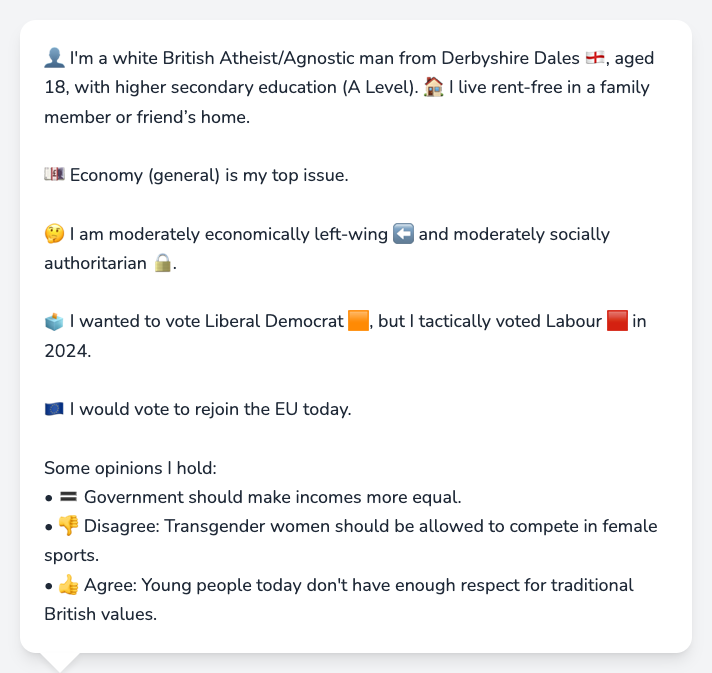 👤 I'm a white British Atheist/Agnostic man from Derbyshire Dales 🏴󠁧󠁢󠁥󠁮󠁧󠁿, aged
18, with higher secondary education (A Level). 🏠 I live rent-free in a family
member or friend’s home.
💷 Economy (general) is my top issue.
🤔 I am moderately economically left-wing ⬅️ and moderately socially
authoritarian 🔒.
🗳️ I wanted to vote Liberal Democrat 🟧, but I tactically voted Labour 🟥 in
2024.
🇪🇺 I would vote to rejoin the EU today.
Some opinions I hold:
• 🟰 Government should make incomes more equal.
• 👎 Disagree: Transgender women should be allowed to compete in female
sports.
• 👍 Agree: Young people today don't have enough respect for traditional
British values.